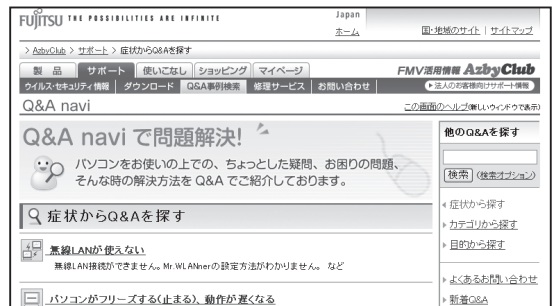 FUJITSU THE POSSIBILITIES ARE INFINITE
Japan
ホーム
国・地域のサイト | サイトマップ
> AzbyClub > サポート > 症状からQ&Aを探す
製 品 サポート 使いこなし ショッピング マイページ
FMV活用情報 AzbyClub
ウイルス・セキュリティ情報 ダウンロード Q&A事例検索 修理サービス お問い合わせ
法人のお客様向けサポート情報
Q&A navi
この画面のヘルプ(新しいウィンドウで表示)
Q&A navi で問題解決!
パソコンをお使いの上での、ちょっとした疑問、お困りの問題、
そんな時の解決方法を Q&A でご紹介しております。
症状からQ&Aを探す
無線LANが使えない
無線LAN接続ができません。Mr.WLANnerの設定方法がわかりません。 など
パソコンがフリーズする(止まる)、動作が遅くなる
他のQ&Aを探す
検索 (検索オプション)
症状から探す
カテゴリから探す
目的から探す
よくあるお問い合わせ
新着Q&A